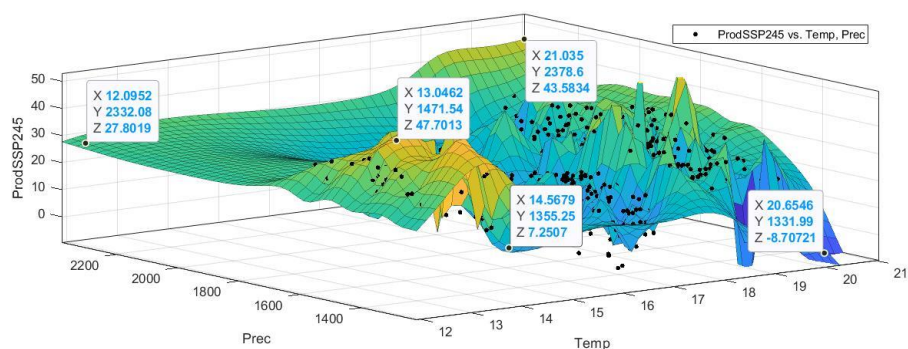 ProdSSP245 vs. Temp, Prec
X 21.035
Y 2378.6
Z 43.5834
X 12.0952
Y 2332.08
Z 27.8019
X 13.0462
Y 1471.54
Z 47.7013
X 14.5679
Y 1355.25
Z 7.2507
X 20.6546
Y 1331.99
Z -8.70721
50
40
30
20
10
0
ProdSSP245
2200
2000
1800
1600
1400
Prec
12
13
14
15
16
17
18
19
20
21
Temp